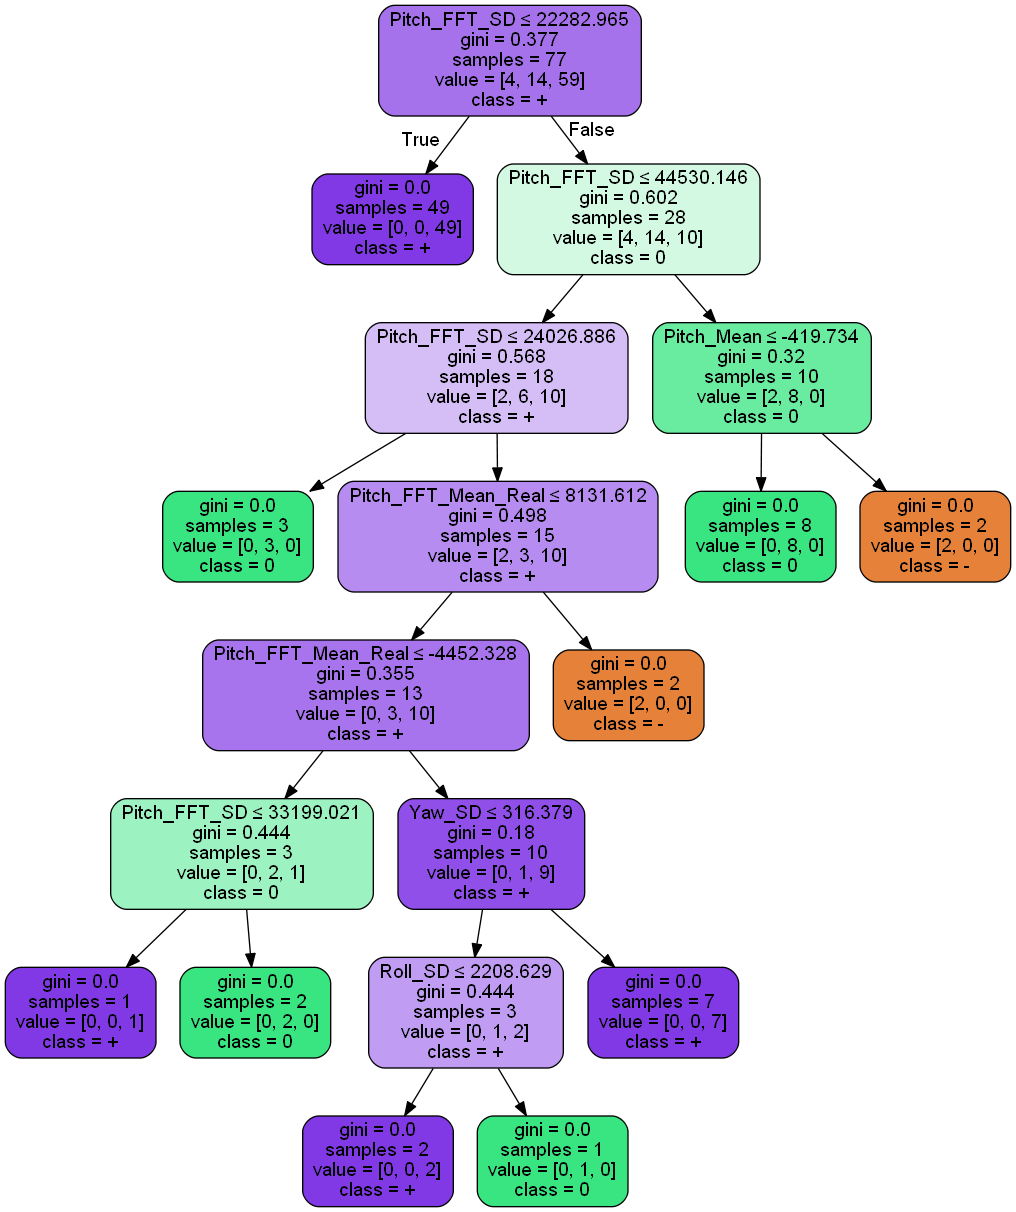 Pitch_FFT_SD ≤ 22282.965
gini = 0.377
samples = 77
value = [4, 14, 59]
class = +
True
False
gini = 0.0
samples = 49
value = [0, 0, 49]
class = +
Pitch_FFT_SD ≤ 44530.146
gini = 0.602
samples = 28
value = [4, 14, 10]
class = 0
Pitch_FFT_SD ≤ 24026.886
gini = 0.568
samples = 18
value = [2, 6, 10]
class = +
Pitch_Mean ≤ -419.734
gini = 0.32
samples = 10
value = [2, 8, 0]
class = 0
gini = 0.0
samples = 3
value = [0, 3, 0]
class = 0
Pitch_FFT_Mean_Real ≤ 8131.612
gini = 0.498
samples = 15
value = [2, 3, 10]
class = +
gini = 0.0
samples = 8
value = [0, 8, 0]
class = 0
gini = 0.0
samples = 2
value = [2, 0, 0]
class = -
Pitch_FFT_Mean_Real ≤ -4452.328
gini = 0.355
samples = 13
value = [0, 3, 10]
class = +
gini = 0.0
samples = 2
value = [2, 0, 0]
class = -
Pitch_FFT_SD ≤ 33199.021
gini = 0.444
samples = 3
value = [0, 2, 1]
class = 0
Yaw_SD ≤ 316.379
gini = 0.18
samples = 10
value = [0, 1, 9]
class = +
gini = 0.0
samples = 1
value = [0, 0, 1]
class = +
gini = 0.0
samples = 2
value = [0, 2, 0]
class = 0
Roll_SD ≤ 2208.629
gini = 0.444
samples = 3
value = [0, 1, 2]
class = +
gini = 0.0
samples = 7
value = [0, 0, 7]
class = +
gini = 0.0
samples = 2
value = [0, 0, 2]
class = +
gini = 0.0
samples = 1
value = [0, 1, 0]
class = 0